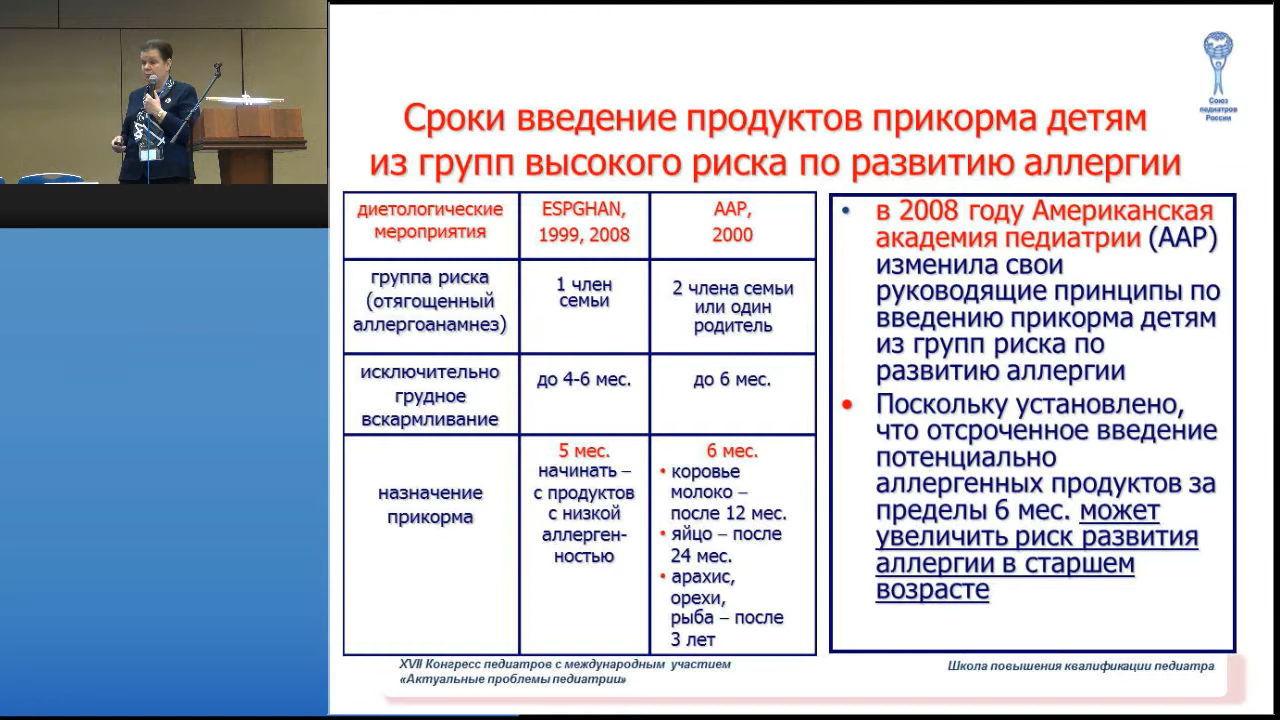 Союз
педиатров
России
Сроки введение продуктов прикорма детям
из групп высокого риска по развитию аллергии
диетологические
мероприятия
ESPGHAN,
1999, 2008
AAP,
2000
группа риска
(отягощенный
аллергоанамнез)
1 член
семьи
2 члена семьи
или один
родитель
исключительно
грудное
вскармливание
до 4-6 мес.
до 6 мес.
назначение
прикорма
5 мес.
начинать –
с продуктов
с низкой
аллерген-
ностью
6 мес.
• коровье
молоко –
после 12 мес.
• яйцо – после
24 мес.
• арахис,
орехи,
рыба – после
3 лет
• в 2008 году Американская
академия педиатрии (ААР)
изменила свои
руководящие принципы по
введению прикорма детям
из групп риска по
развитию аллергии
• Поскольку установлено,
что отсроченное введение
потенциально
аллергенных продуктов за
пределы 6 мес. может
увеличить риск развития
аллергии в старшем
возрасте
XVII Конгресс педиатров с международным участием
«Актуальные проблемы педиатрии»
Школа повышения квалификации педиатра